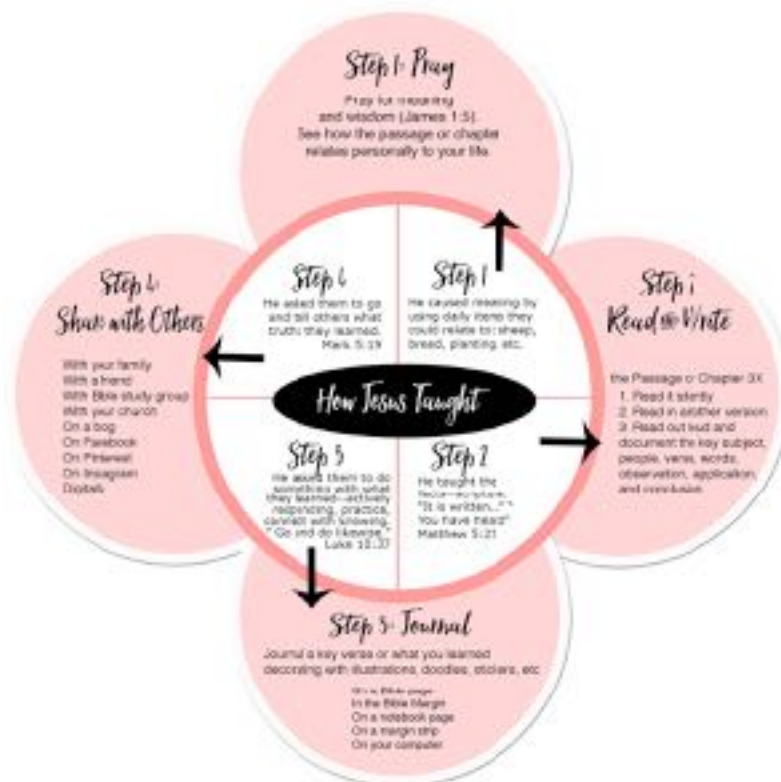 Step 1: Pray
Pray for meaning
and wisdom (James 1:5).
See how the passage or chapter
relates personally to your life.
Step 4
He asked them to go
and tell others what
truth they learned.
Mark 5:19
Step 1
He caused meaning by
using daily items they
could relate to: sheep,
bread, planting, etc.
How Jesus Taught
Step 3
He asked them to do
something with what
they learned—actively
responding, practice,
connect with knowing.
"Go and do likewise."
Luke 10:37
Step 2
He taught the
"It is written..."
You have heard"
Matthew 5:21
Step 4:
Share with Others
With your family
With a friend
With Bible study group
With your church
On a bog
On Facebook
On Pinterest
On Instagram
Digitally
Step
Read Write
the Passage or Chapter 3X
1. Read it silently
2. Read in another version
3. Read out loud and
document the key subject,
people, verse, words,
observation, application,
and conclusion.
Step 3: Journal
Journal a key verse or what you learned
decorating with illustrations, doodles, stickers, etc
On a Bible page
In the Bible Margin
On a notebook page
On a margin strip
On your computer